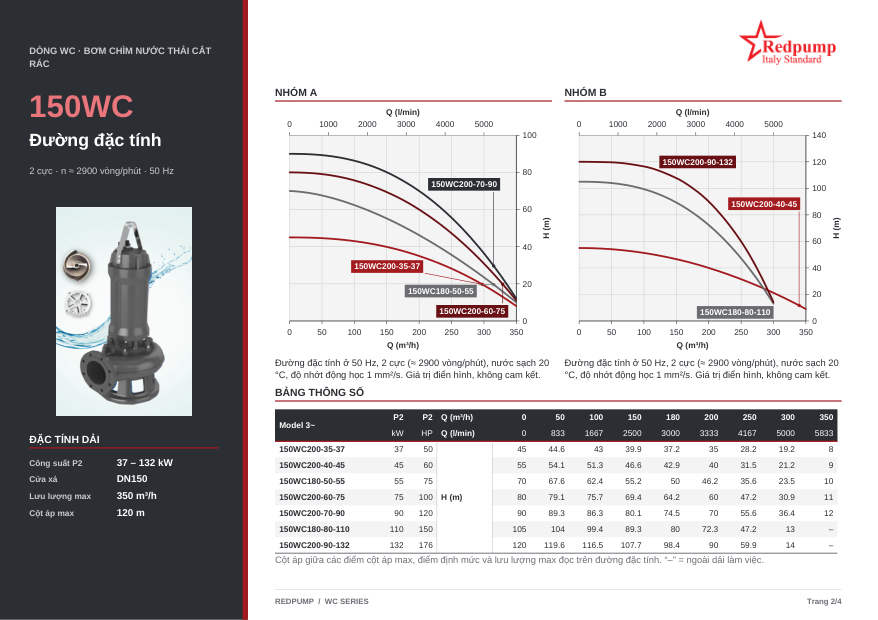 DÒNG WC · BƠM CHÌM NƯỚC THẢI CẮT
RÁC
150WC
Đường đặc tính
2 cực · n ≈ 2900 vòng/phút · 50 Hz
ĐẶC TÍNH DẢI
Công suất P2 37 – 132 kW
Cửa xả DN150
Lưu lượng max 350 m³/h
Cột áp max 120 m
Redpump
Italy Standard
NHÓM A
Q (l/min)
0 1000 2000 3000 4000 5000
100
80
60
40
20
0
H (m)
150WC200-70-90
150WC200-35-37
150WC180-50-55
150WC200-60-75
0 50 100 150 200 250 300 350
Q (m³/h)
Đường đặc tính ở 50 Hz, 2 cực (≈ 2900 vòng/phút), nước sạch 20
°C, độ nhớt động học 1 mm²/s. Giá trị điển hình, không cam kết.
NHÓM B
Q (l/min)
0 1000 2000 3000 4000 5000
140
120
100
80
60
40
20
0
H (m)
150WC200-90-132
150WC200-40-45
150WC180-80-110
0 50 100 150 200 250 300 350
Q (m³/h)
Đường đặc tính ở 50 Hz, 2 cực (≈ 2900 vòng/phút), nước sạch 20
°C, độ nhớt động học 1 mm²/s. Giá trị điển hình, không cam kết.
BẢNG THÔNG SỐ
Model 3~ P2 P2 Q (m³/h) 0 50 100 150 180 200 250 300 350
kW HP Q (l/min) 0 833 1667 2500 3000 3333 4167 5000 5833
150WC200-35-37 37 50 45 44.6 43 39.9 37.2 35 28.2 19.2 8
150WC200-40-45 45 60 55 54.1 51.3 46.6 42.9 40 31.5 21.2 9
150WC180-50-55 55 75 70 67.6 62.4 55.2 50 46.2 35.6 23.5 10
150WC200-60-75 75 100 H (m) 80 79.1 75.7 69.4 64.2 60 47.2 30.9 11
150WC200-70-90 90 120 90 89.3 86.3 80.1 74.5 70 55.6 36.4 12
150WC180-80-110 110 150 105 104 99.4 89.3 80 72.3 47.2 13 –
150WC200-90-132 132 176 120 119.6 116.5 107.7 98.4 90 59.9 14 –
Cột áp giữa các điểm cột áp max, điểm định mức và lưu lượng max đọc trên đường đặc tính. “–” = ngoài dải làm việc.
REDPUMP / WC SERIES
Trang 2/4